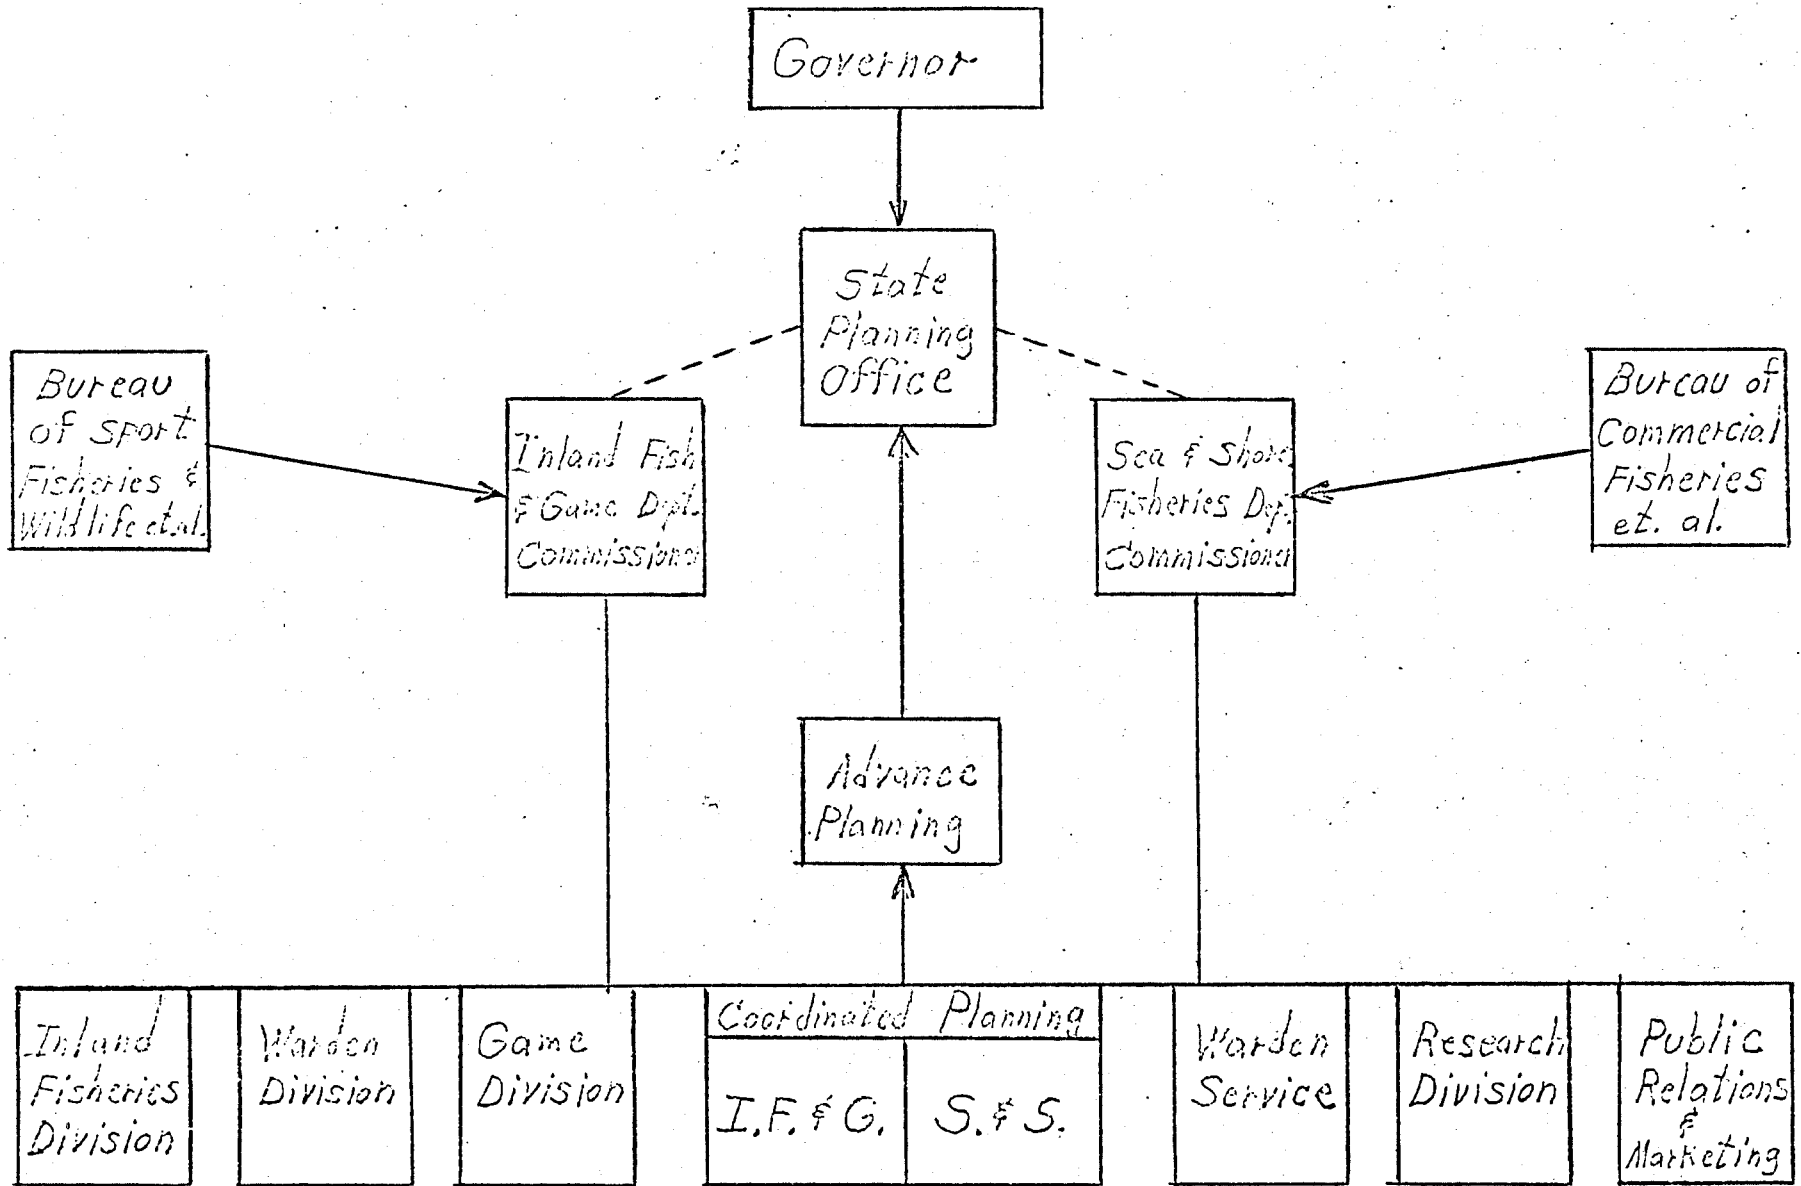 Governor
State
Planning
Office
Bureau
of Sport
Fisheries &
Wildlife et.al.
Inland Fish
& Game Dept.
Commissioner
Sea & Shore
Fisheries Dept.
Commissioner
Bureau of
Commercial
Fisheries
et. al.
Advance
Planning
Inland
Fisheries
Division
Warden
Division
Game
Division
Coordinated Planning
I.F. & G.
S. & S.
Warden
Service
Research
Division
Public
Relations
&
Marketing